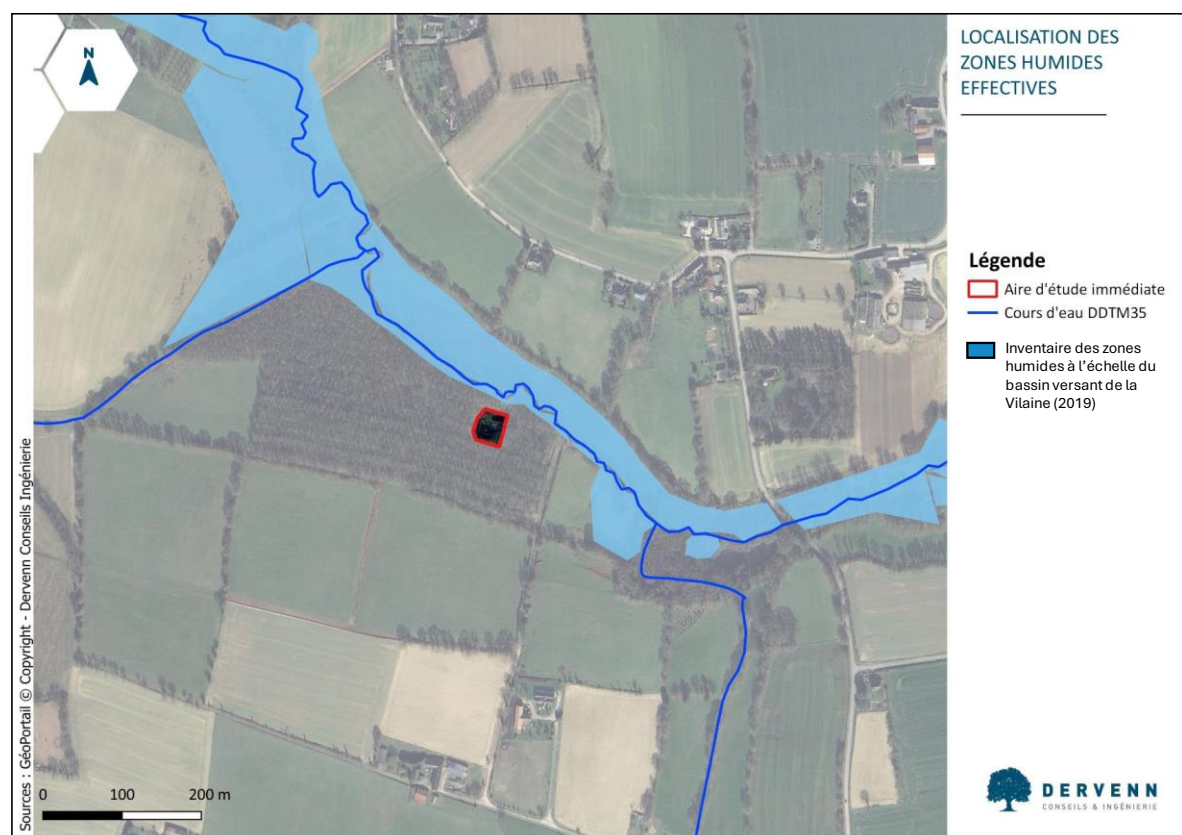 N
LOCALISATION DES
ZONES HUMIDES
EFFECTIVES
Légende
Aire d'étude immédiate
Cours d'eau DDTM35
Inventaire des zones
humides à l'échelle du
bassin versant de la
Vilaine (2019)
Sources : GéoPortail © Copyright - Dervenn Conseils Ingénierie
0 100 200 m
DERVENN
CONSEILS & INGÉNIERIE